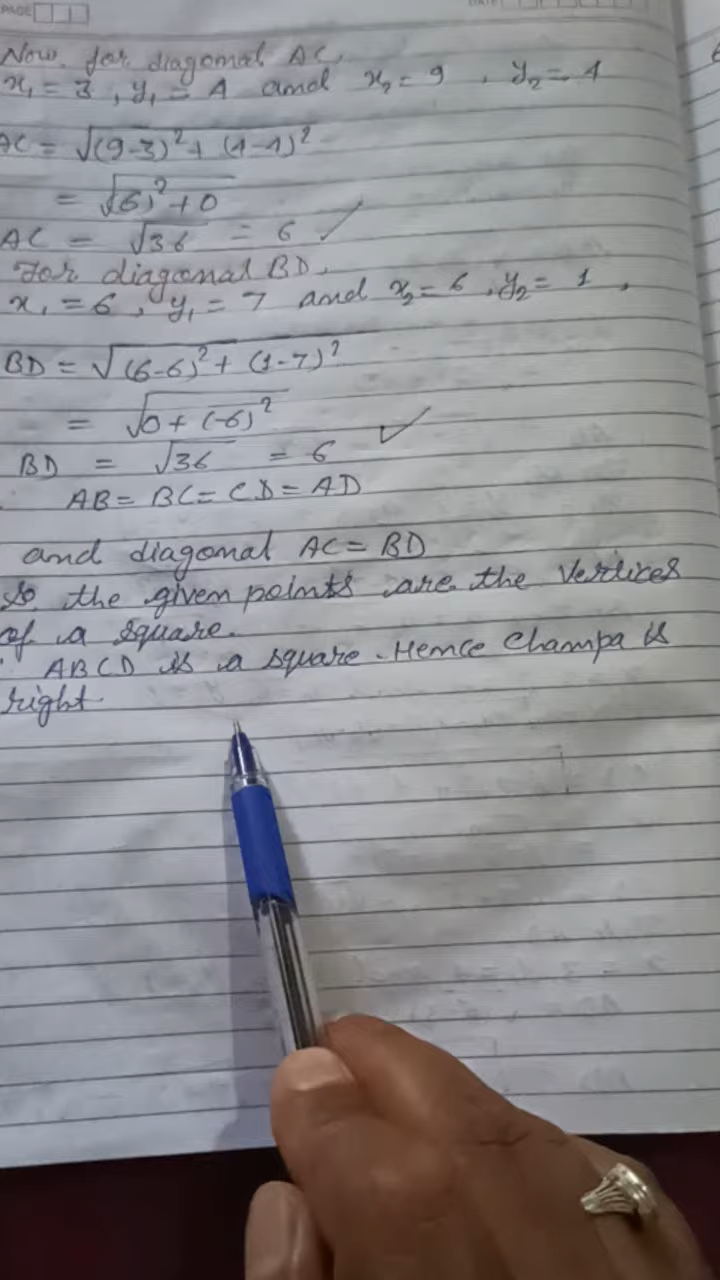 PAGE
DATE
Now, for diagonal AC,
x₁ = 3, y₁ = 4 and x₂ = 9, y₂ = 4
AC = √(9-3)² + (4-4)²
= √(6)² + 0
AC = √36 = 6 ✓
For diagonal BD,
x₁ = 6, y₁ = 7 and x₂ = 6, y₂ = 1,
BD = √(6-6)² + (1-7)²
= √0 + (-6)²
BD = √36 = 6 ✓
AB = BC = CD = AD
and diagonal AC = BD
so the given points are the vertices
of a square.
∴ ABCD is a square. Hence Champa is
right